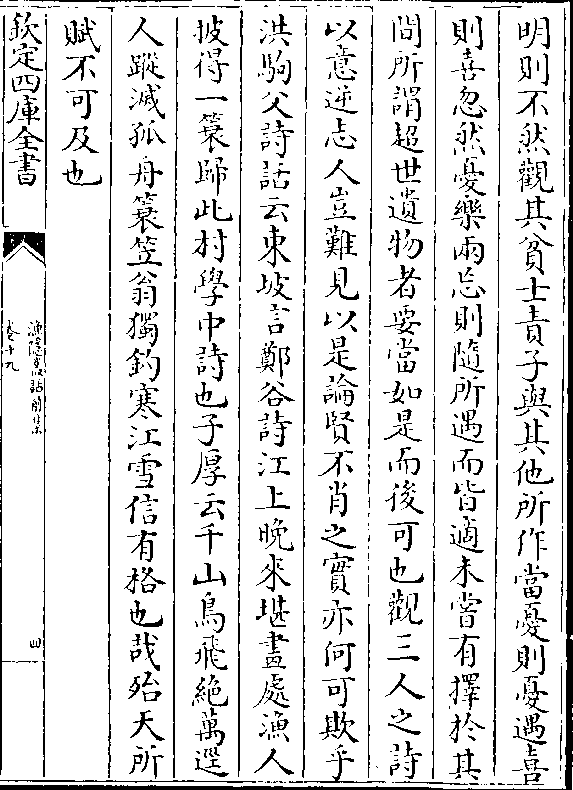 明則不然觀其貧士責子與其他所作當憂則憂遇喜
則喜忽然憂樂兩忘則隨所遇而皆適未嘗有擇於其
間所謂超世遺物者要當如是而後可也觀三人之詩
以意逆志人豈難見以是論賢不肖之實亦何可欺乎
洪駒父詩話云東坡言鄭谷詩江上晚來堪畫處漁人
披得一簑歸此村學中詩也子厚云千山鳥飛絶萬逕
人蹤滅孤舟簑笠翁獨釣寒江雪信有格也哉殆天所
賦不可及也
欽定四庫全書
漁隱叢話前集
卷十九
四